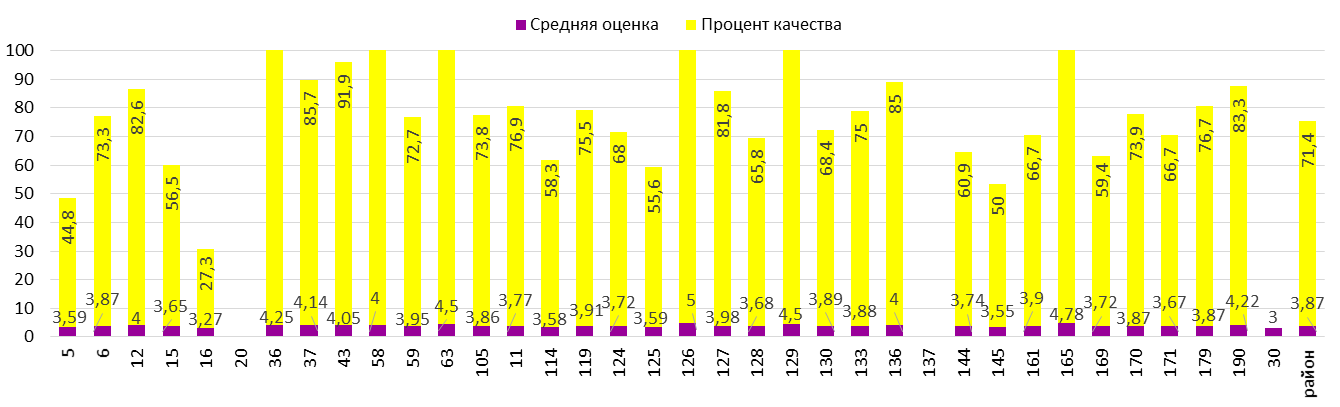 Средняя оценка Процент качества
100
90
80
70
60
50
40
30
20
10
0
44,8 73,3 82,6 56,5 27,3 85,7 91,9 72,7 73,8 76,9 58,3 75,5 68 55,6 81,8 65,8 68,4 75 85 60,9 50 66,7 59,4 73,9 66,7 76,7 83,3 71,4
3,59 3,87 4 3,65 3,27 4,25 4,14 4,05 4 3,95 4,5 3,86 3,77 3,58 3,91 3,72 3,59 5 3,98 3,68 4,5 3,89 3,88 4 3,74 3,55 3,9 4,78 3,72 3,87 3,67 3,87 4,22 3 3,87
5 6 12 15 16 20 36 37 43 58 59 63 105 11 114 119 124 125 126 127 128 129 130 133 136 137 144 145 161 165 169 170 171 179 190 30 район